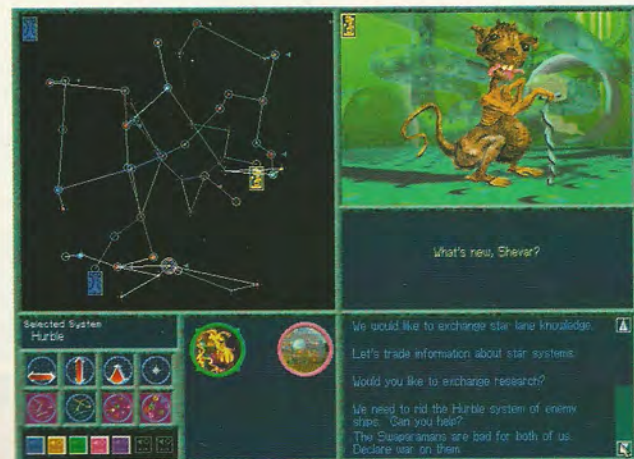 What's new, Shevar?
Selected System
Hurble
We would like to exchange star lane knowledge.
Let's trade information about star systems.
Would you like to exchange research?
We need to rid the Hurble system of enemy
ships. Can you help?
The Swaparamans are bad for both of us.
Declare war on them.